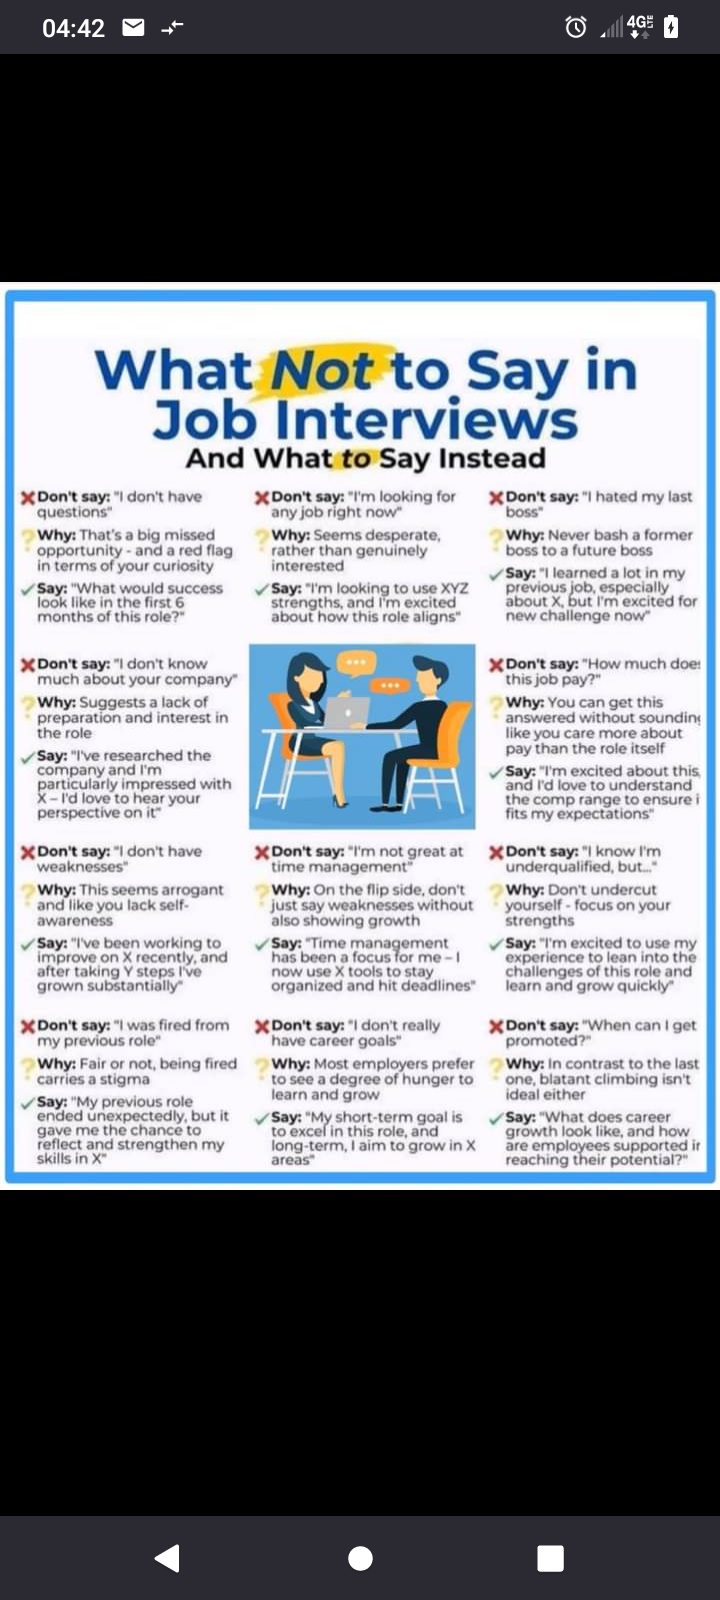 04:42
4G LTE
What Not to Say in
Job Interviews
And What to Say Instead
Don't say: "I don't have
questions"
Why: That's a big missed
opportunity - and a red flag
in terms of your curiosity
Say: "What would success
look like in the first 6
months of this role?"
Don't say: "I'm looking for
any job right now"
Why: Seems desperate,
rather than genuinely
interested
Say: "I'm looking to use XYZ
strengths, and I'm excited
about how this role aligns"
Don't say: "I hated my last
boss"
Why: Never bash a former
boss to a future boss
Say: "I learned a lot in my
previous job, especially
about X, but I'm excited for
new challenge now"
Don't say: "I don't know
much about your company"
Why: Suggests a lack of
preparation and interest in
the role
Say: "I've researched the
company and I'm
particularly impressed with
X – I'd love to hear your
perspective on it"
Don't say: "How much does
this job pay?"
Why: You can get this
answered without sounding
like you care more about
pay than the role itself
Say: "I'm excited about this,
and I'd love to understand
the comp range to ensure i
fits my expectations"
Don't say: "I don't have
weaknesses"
Why: This seems arrogant
and like you lack self-
awareness
Say: "I've been working to
improve on X recently, and
after taking Y steps I've
grown substantially"
Don't say: "I'm not great at
time management"
Why: On the flip side, don't
just say weaknesses without
also showing growth
Say: "Time management
has been a focus for me – I
now use X tools to stay
organized and hit deadlines"
Don't say: "I know I'm
underqualified, but..."
Why: Don't undercut
yourself - focus on your
strengths
Say: "I'm excited to use my
experience to lean into the
challenges of this role and
learn and grow quickly"
Don't say: "I was fired from
my previous role"
Why: Fair or not, being fired
carries a stigma
Say: "My previous role
ended unexpectedly, but it
gave me the chance to
reflect and strengthen my
skills in X"
Don't say: "I don't really
have career goals"
Why: Most employers prefer
to see a degree of hunger to
learn and grow
Say: "My short-term goal is
to excel in this role, and
long-term, I aim to grow in X
areas"
Don't say: "When can I get
promoted?"
Why: In contrast to the last
one, blatant climbing isn't
ideal either
Say: "What does career
growth look like, and how
are employees supported in
reaching their potential?"